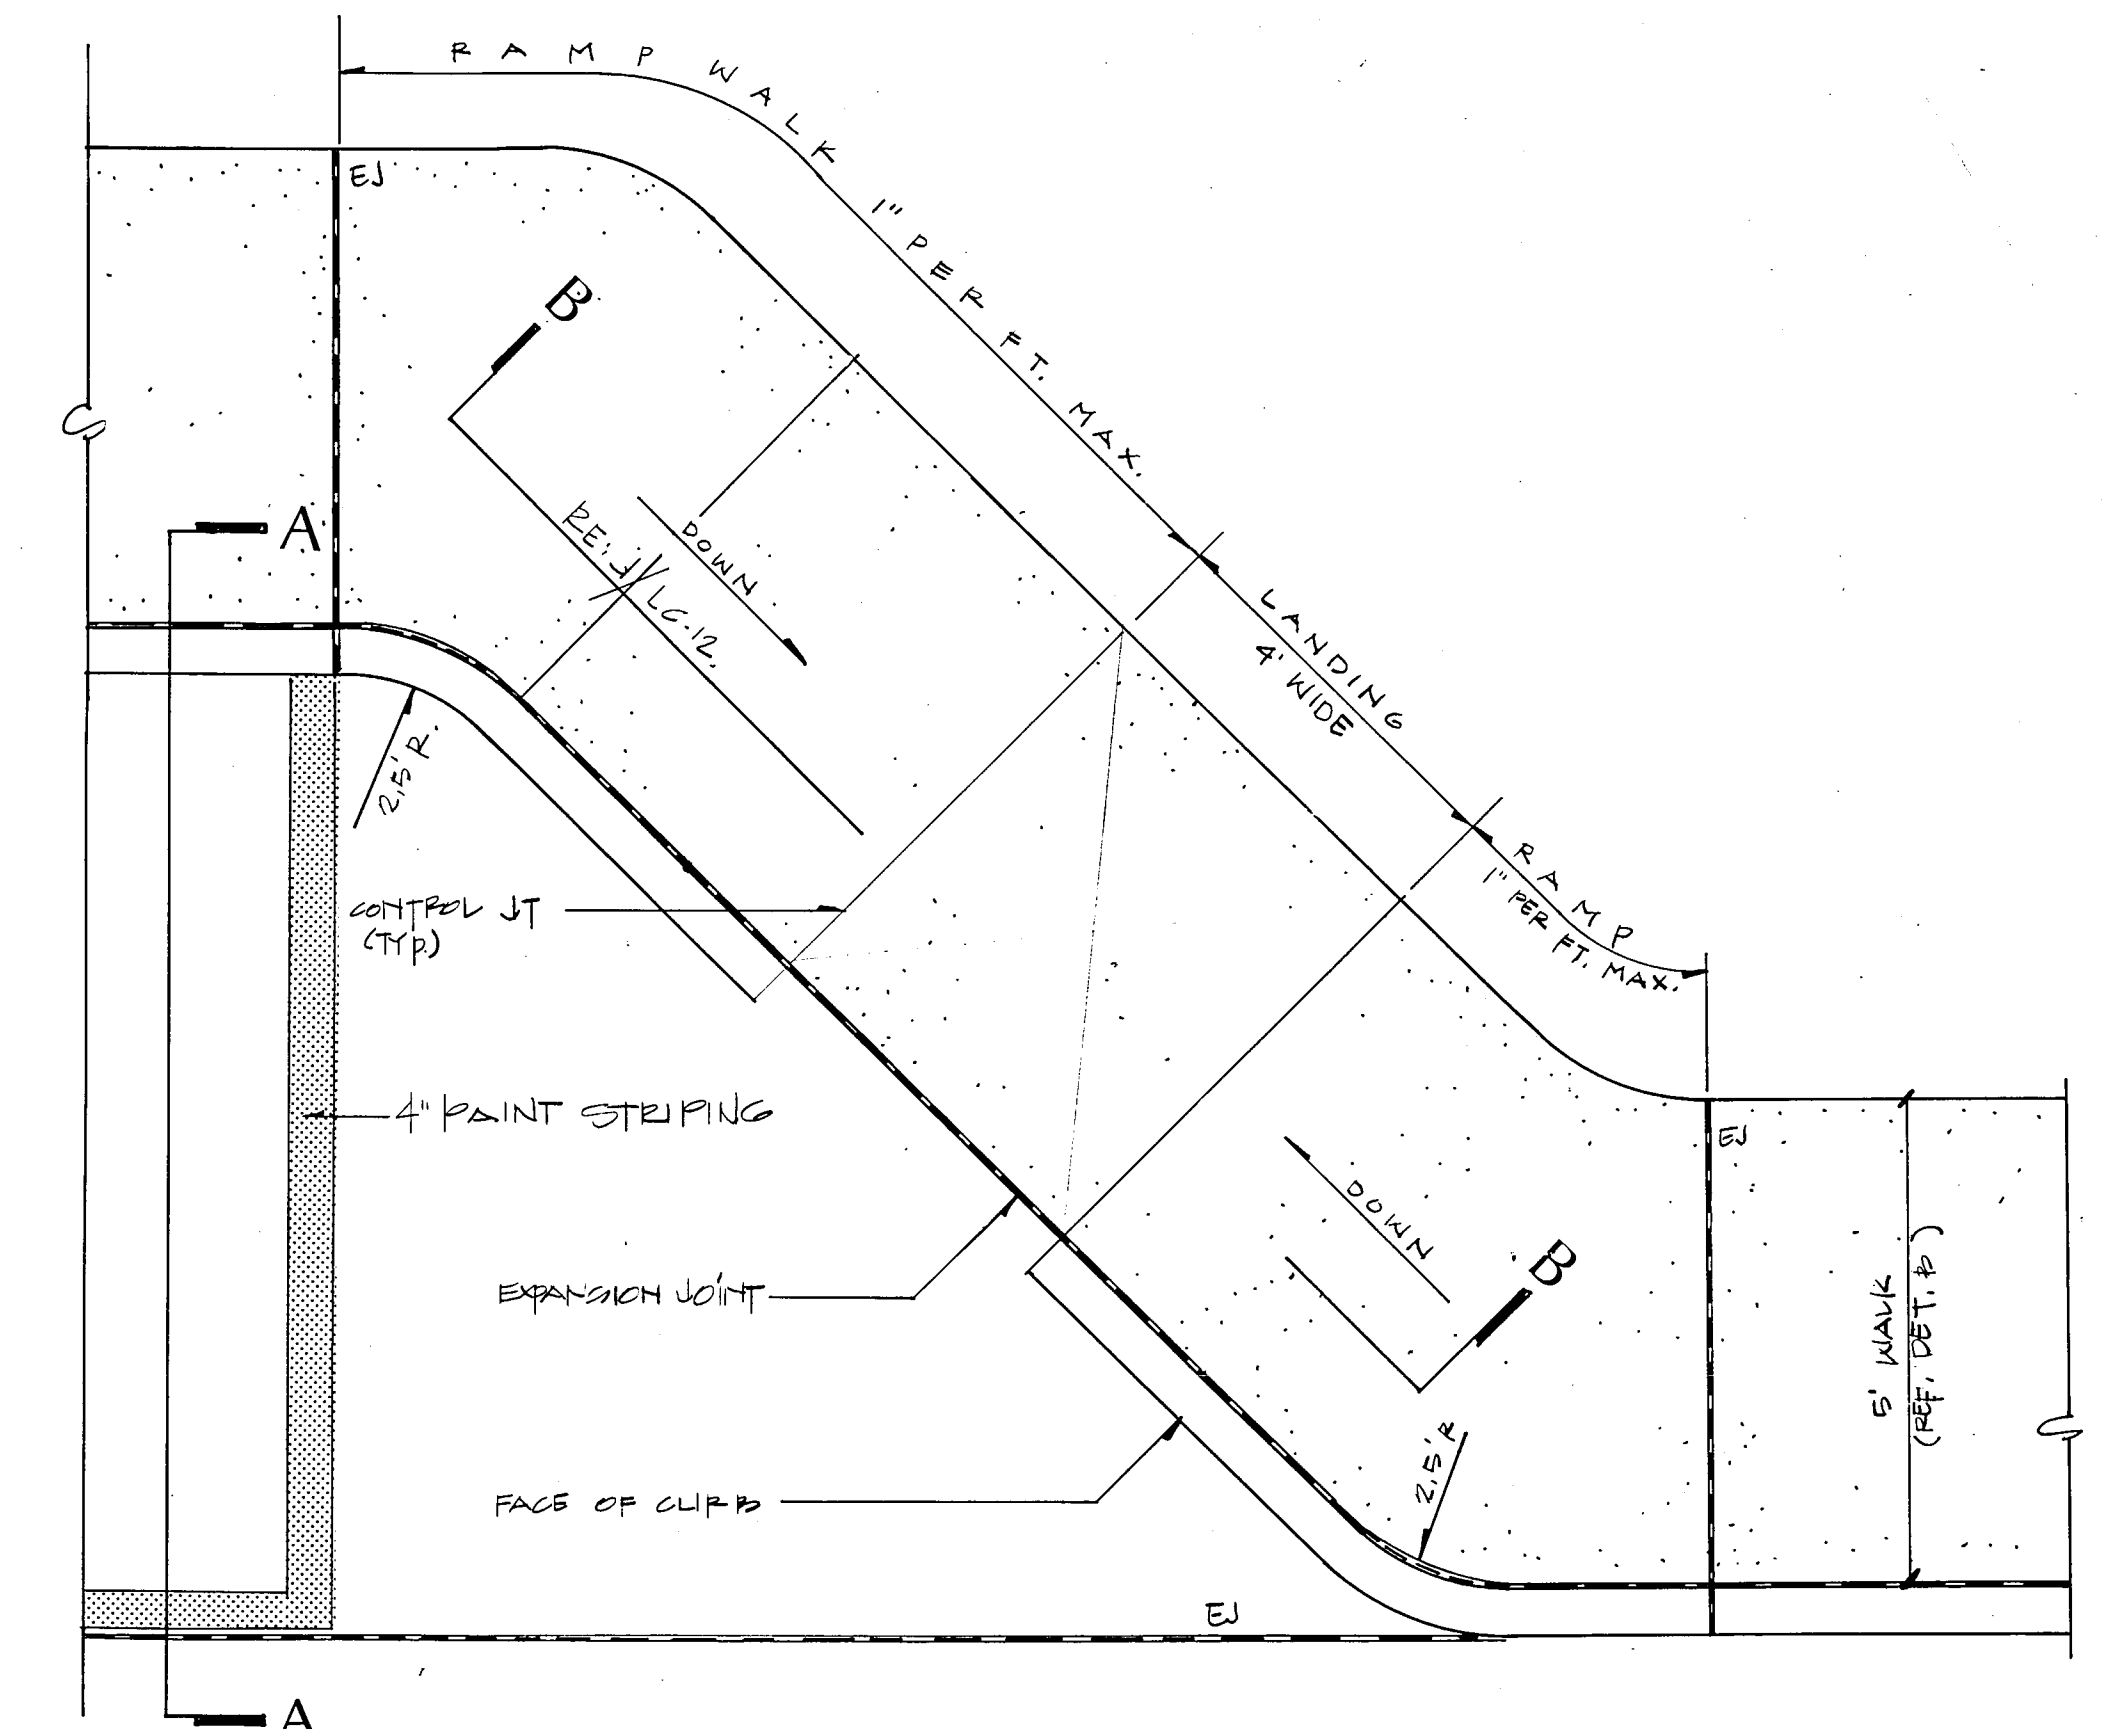 RAMP WALK 1" PER FT. MAX.
EJ
B
A
RE: J/LC-12.
DOWN
LANDING
4' WIDE
2.5' R.
CONTROL JT
(TYP.)
RAMP
1" PER FT. MAX.
4" PAINT STRIPING
EJ
DOWN
B
EXPANSION JOINT
5' WALK
(REF. DET. B)
2.5' R
FACE OF CURB
EJ
A